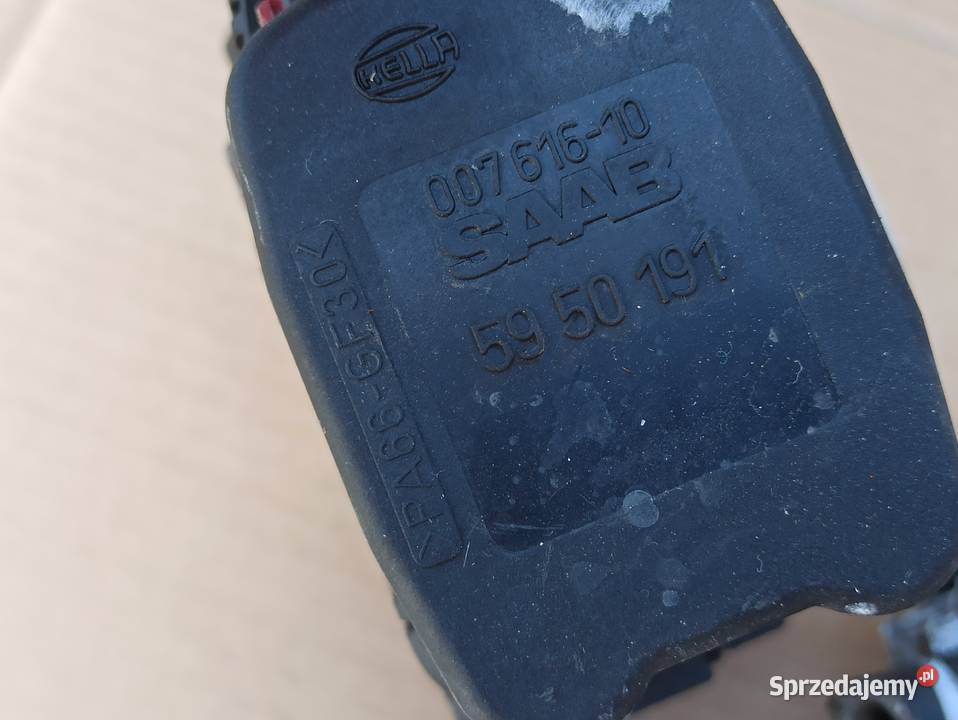 HELLA
007 616-10
SAAB
59 50 191
>PA66-GF30<
Sprzedajemy.pl